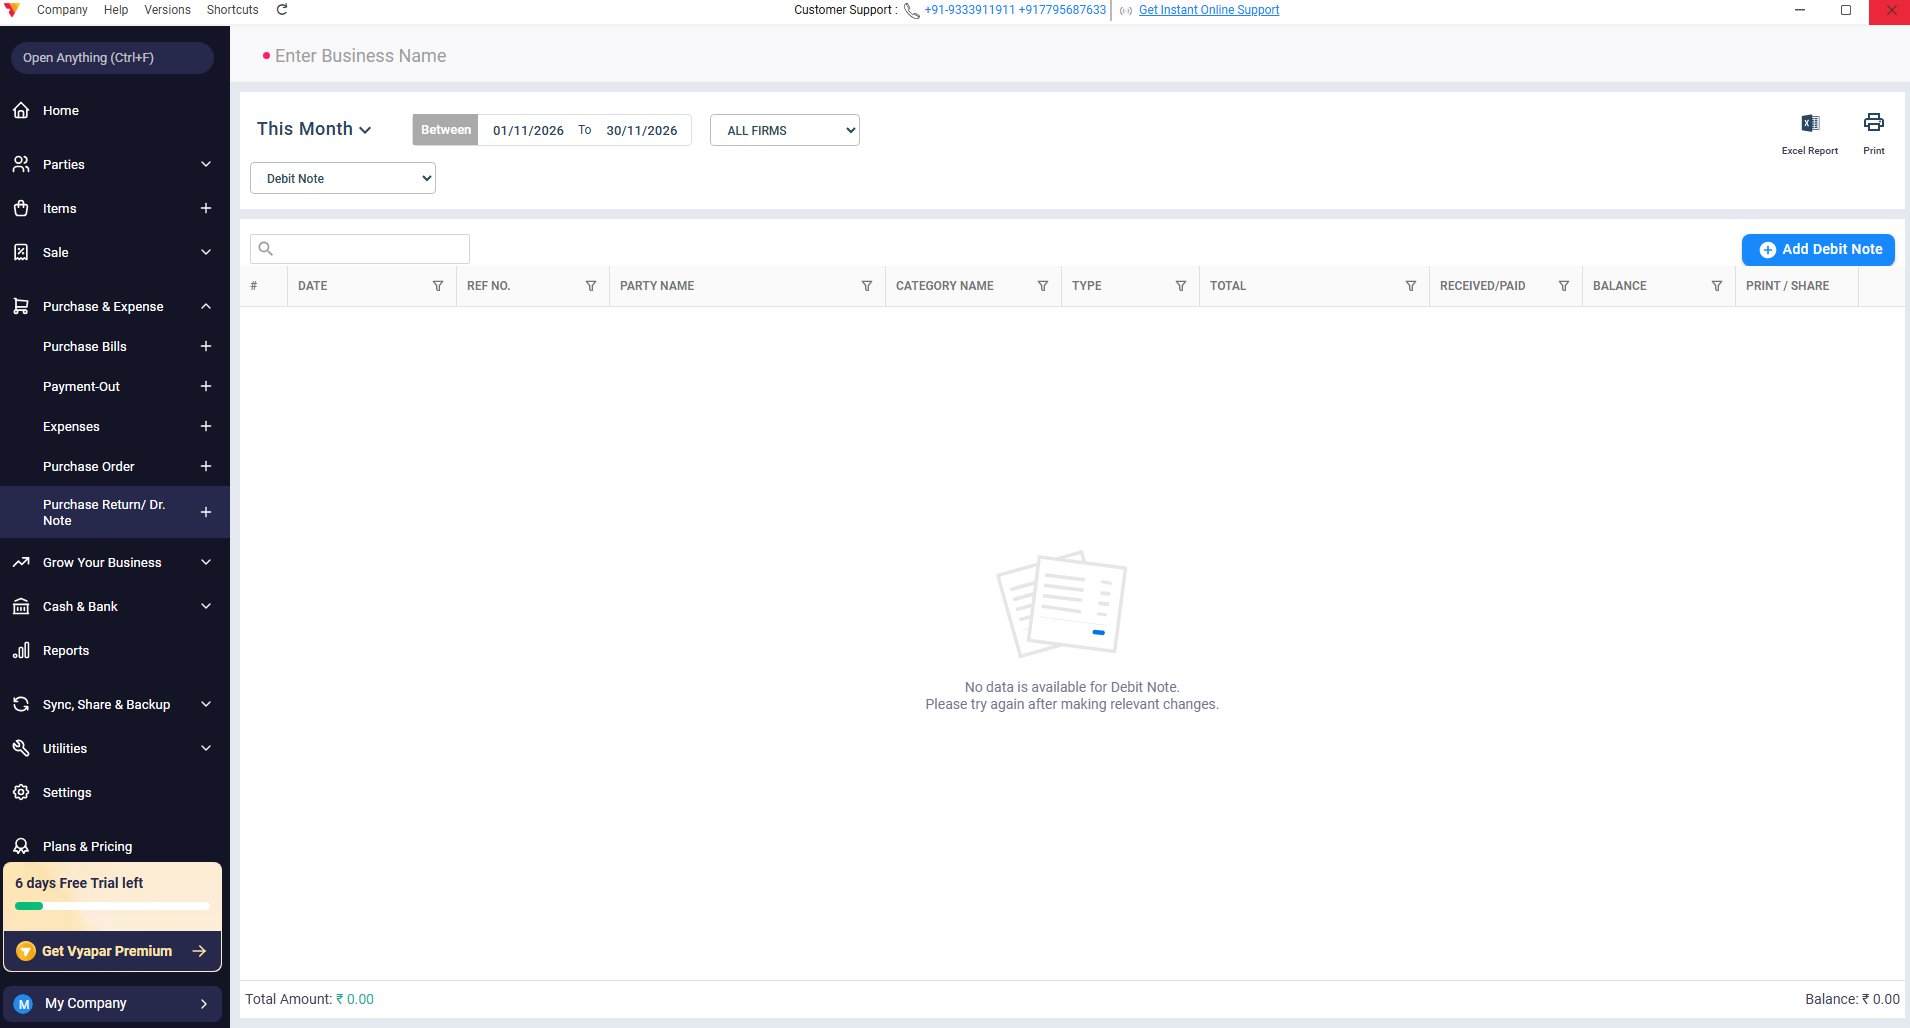 Company Help Versions Shortcuts
Customer Support : +91-9333911911 +917795687633 Get Instant Online Support
Open Anything (Ctrl+F)
Home
Parties
Items
Sale
Purchase & Expense
Purchase Bills
Payment-Out
Expenses
Purchase Order
Purchase Return/ Dr.
Note
Grow Your Business
Cash & Bank
Reports
Sync, Share & Backup
Utilities
Settings
Plans & Pricing
6 days Free Trial left
Get Vyapar Premium
M My Company
Enter Business Name
This Month Between 01/11/2026 To 30/11/2026 ALL FIRMS
Excel Report Print
Debit Note
Add Debit Note
# DATE REF NO. PARTY NAME CATEGORY NAME TYPE TOTAL RECEIVED/PAID BALANCE PRINT / SHARE
No data is available for Debit Note.
Please try again after making relevant changes.
Total Amount: ₹ 0.00
Balance: ₹ 0.00